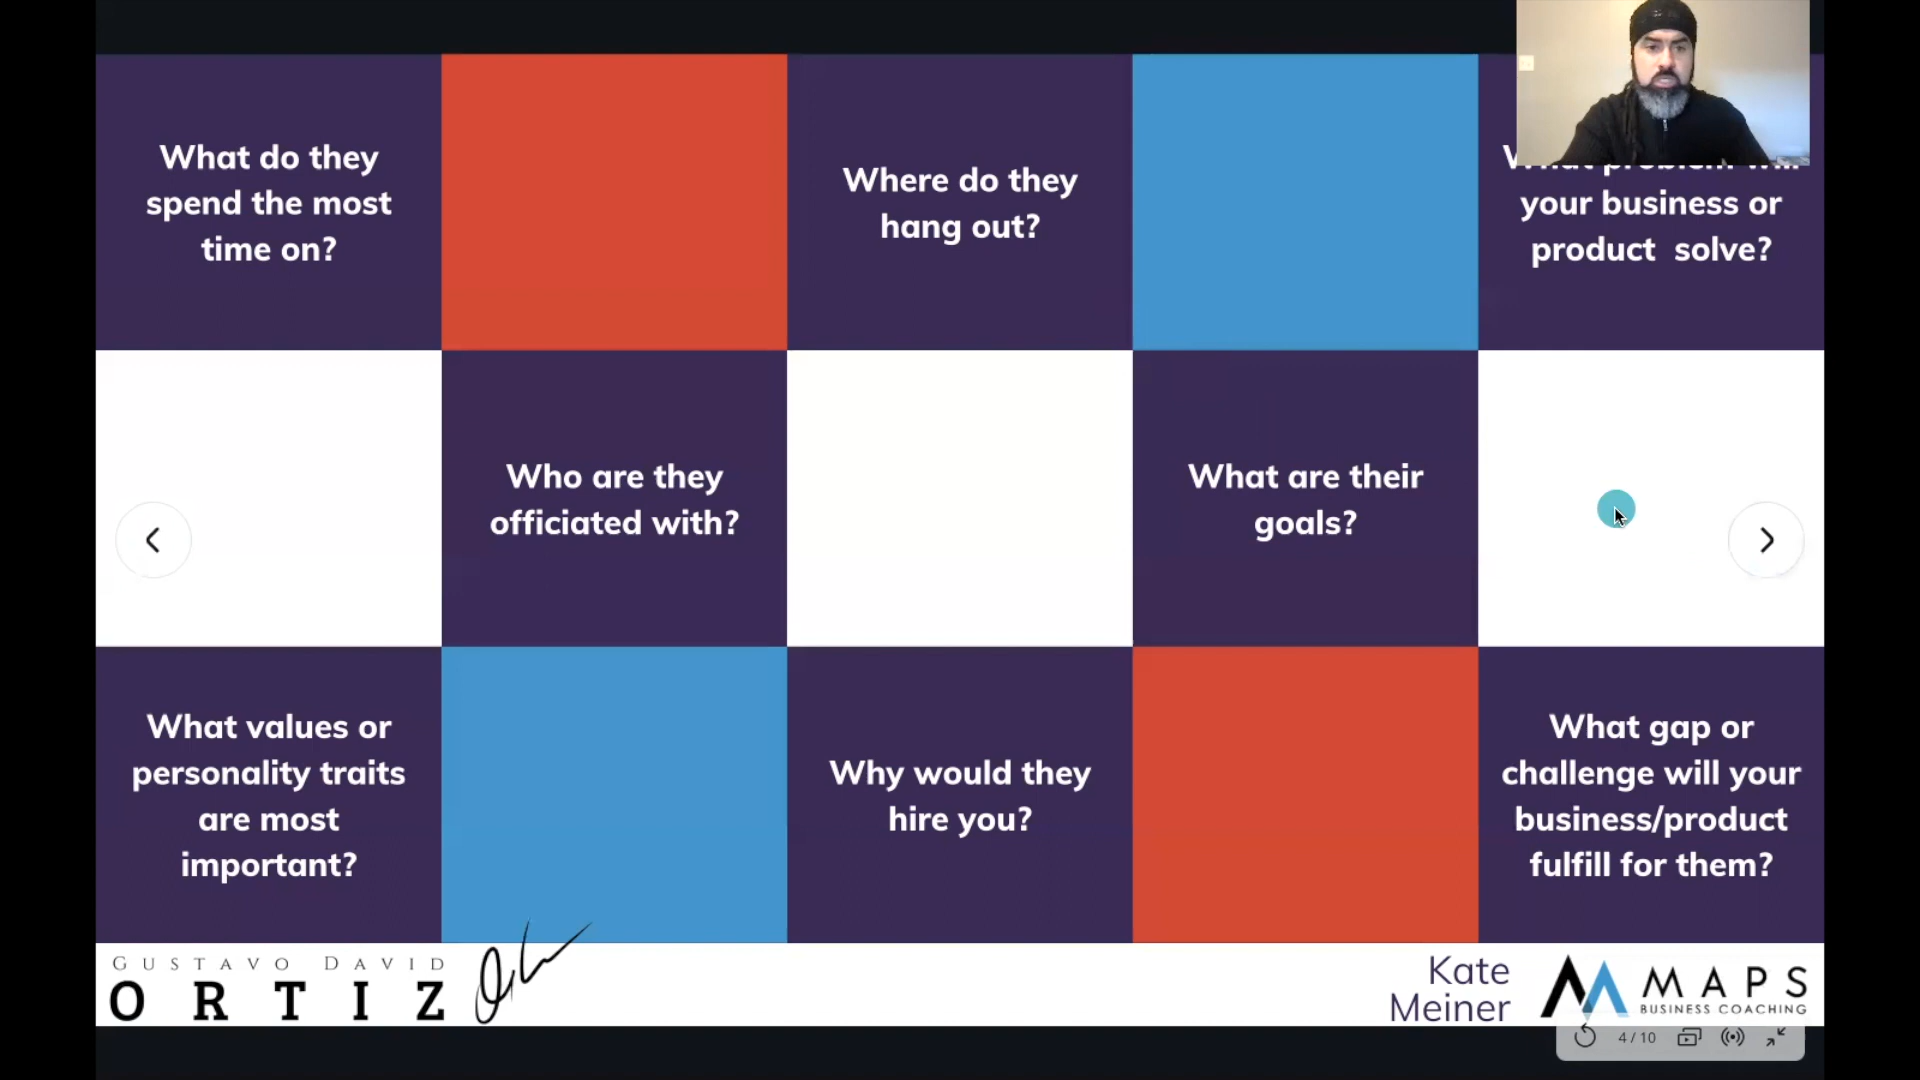 What do they
spend the most
time on?
Where do they
hang out?
What problem will
your business or
product solve?
Who are they
officiated with?
What are their
goals?
What values or
personality traits
are most
important?
Why would they
hire you?
What gap or
challenge will your
business/product
fulfill for them?
GUSTAVO DAVID
ORTIZ
Kate
Meiner
MAPS
BUSINESS COACHING
4 / 10